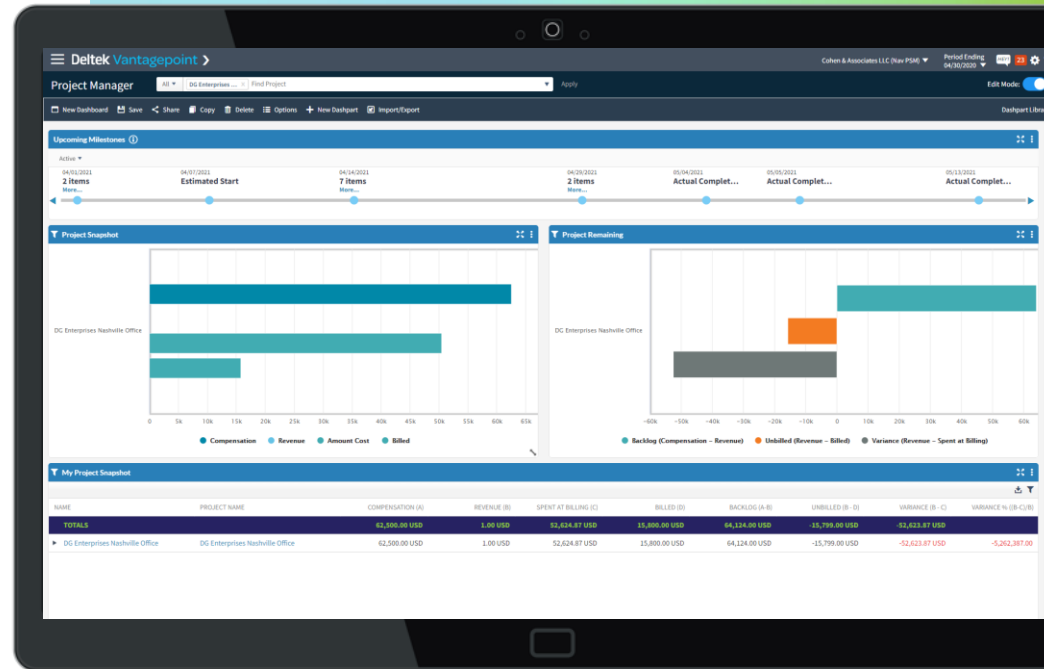 Deltek Vantagepoint
Cohen & Associates LLC (Nav PSM)
Period Ending
04/30/2020
23
Project Manager
All
DG Enterprises ... ×
Find Project
Apply
Edit Mode:
New Dashboard
Save
Share
Copy
Delete
Options
New Dashpart
Import/Export
Dashpart Libra
Upcoming Milestones
Active
04/01/2021
2 items
More...
04/07/2021
Estimated Start
04/14/2021
7 items
More...
04/29/2021
2 items
More...
05/04/2021
Actual Complet...
05/05/2021
Actual Complet...
05/13/2021
Actual Complet...
Project Snapshot
DG Enterprises Nashville Office
0 5k 10k 15k 20k 25k 30k 35k 40k 45k 50k 55k 60k 65k
Compensation Revenue Amount Cost Billed
Project Remaining
DG Enterprises Nashville Office
-60k -50k -40k -30k -20k -10k 0 10k 20k 30k 40k 50k 60k
Backlog (Compensation – Revenue) Unbilled (Revenue – Billed) Variance (Revenue – Spent at Billing)
My Project Snapshot
NAME PROJECT NAME COMPENSATION (A) REVENUE (B) SPENT AT BILLING (C) BILLED (D) BACKLOG (A-B) UNBILLED (B - D) VARIANCE (B - C) VARIANCE % ((B-C)/B)
TOTALS 62,500.00 USD 1.00 USD 52,624.87 USD 15,800.00 USD 64,124.00 USD -15,799.00 USD -52,623.87 USD
DG Enterprises Nashville Office DG Enterprises Nashville Office 62,500.00 USD 1.00 USD 52,624.87 USD 15,800.00 USD 64,124.00 USD -15,799.00 USD -52,623.87 USD -5,262,387.00